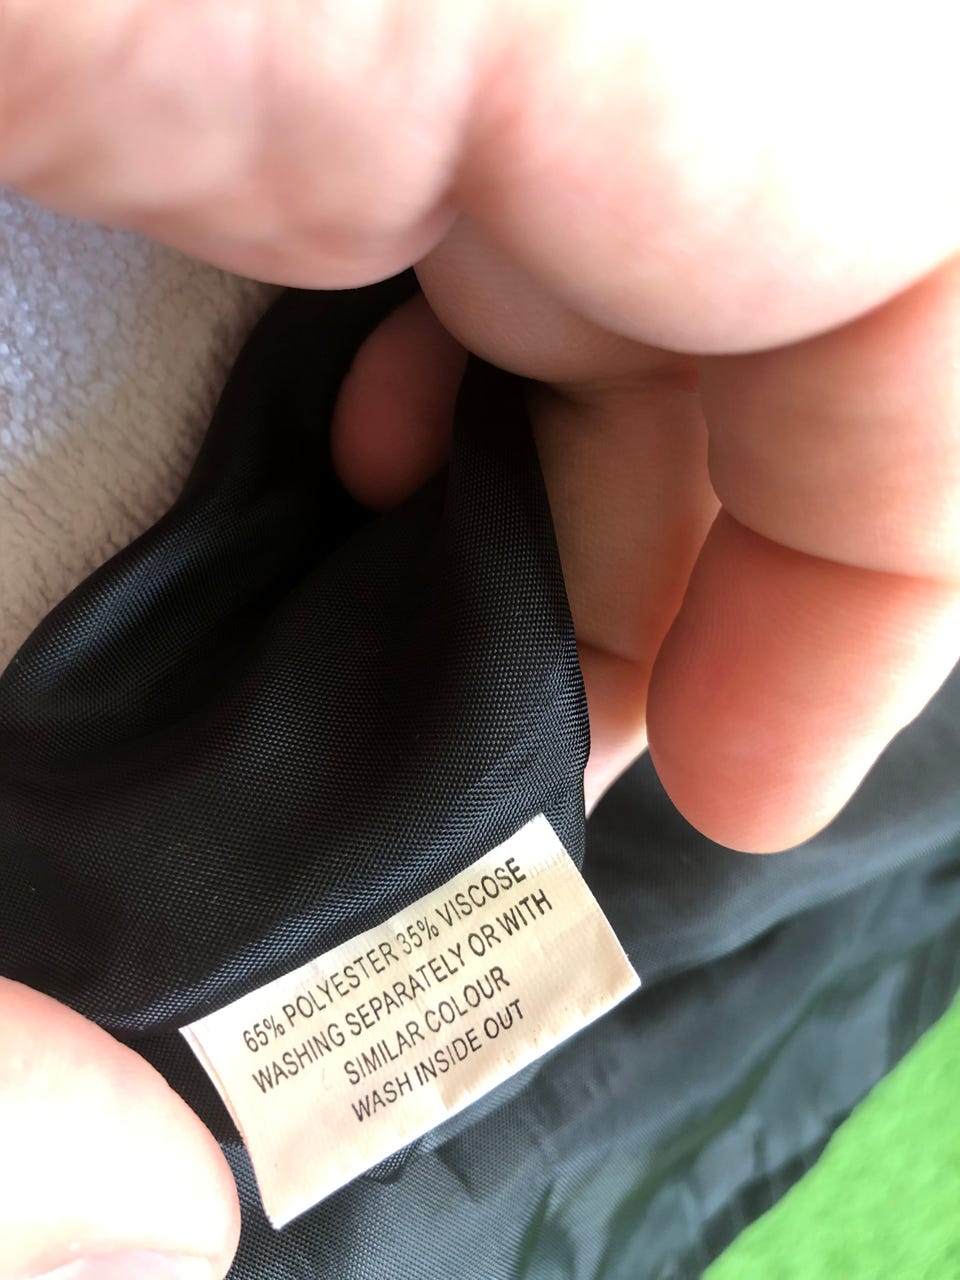 65% POLYESTER 35% VISCOSE
WASHING SEPARATELY OR WITH
SIMILAR COLOUR
WASH INSIDE OUT